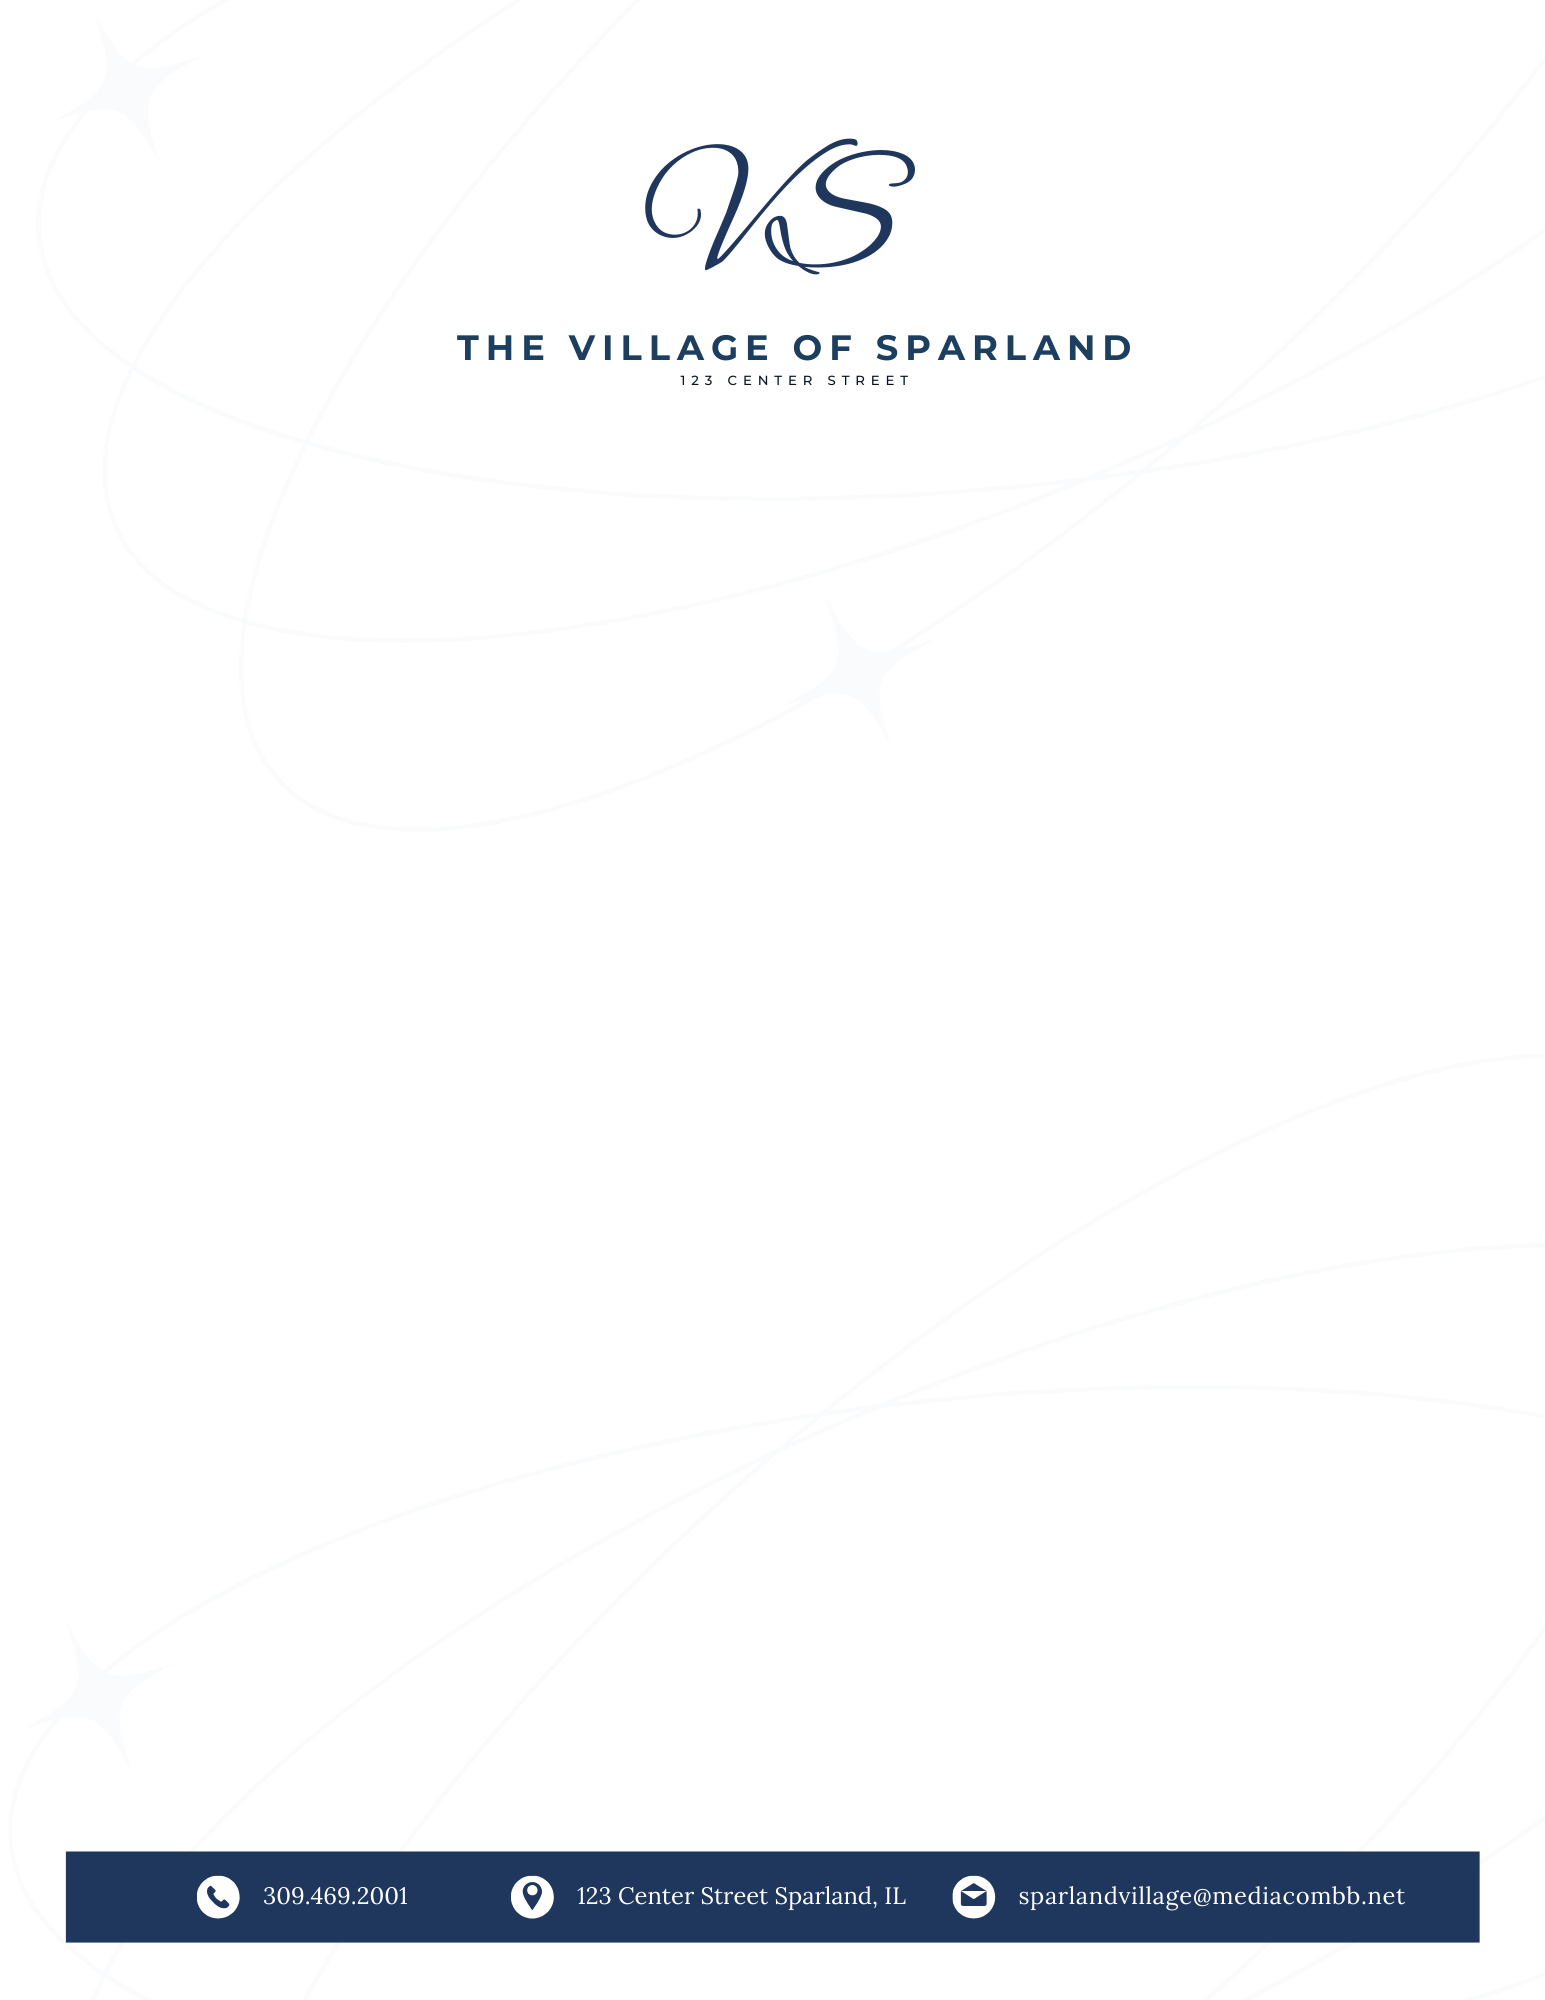 VS
THE VILLAGE OF SPARLAND
123 CENTER STREET
309.469.2001
123 Center Street Sparland, IL
sparlandvillage@mediacombb.net